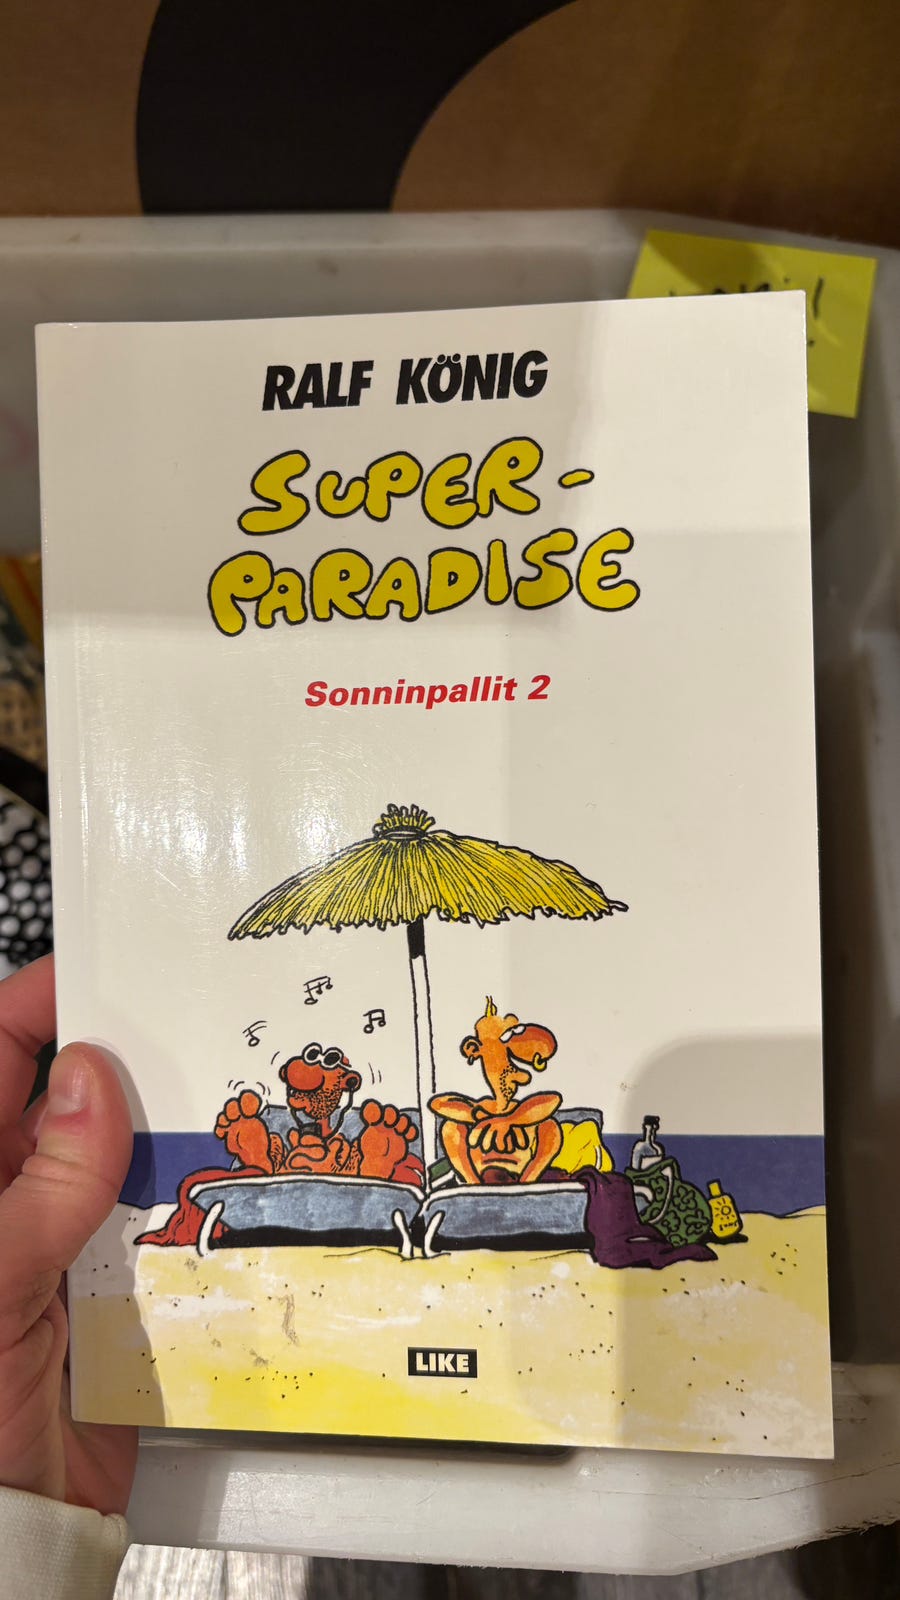 RALF KÖNIG
SUPER-
PARADISE
Sonninpallit 2
LIKE